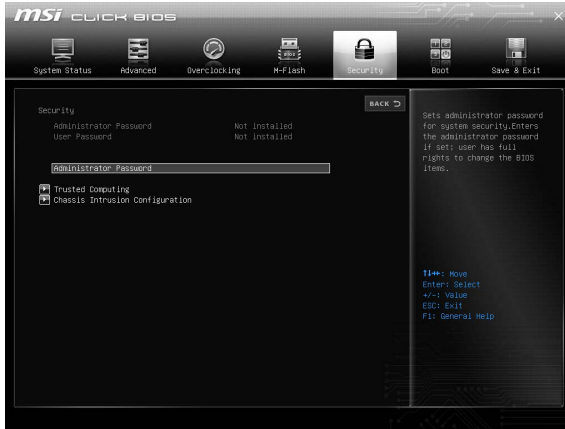 msi CLICK BIOS
System Status
Advanced
Overclocking
BIOS
M-Flash
Security
Boot
Save & Exit
BACK
Security
Administrator Password Not installed
User Password Not installed
Administrator Password
Trusted Computing
Chassis Intrusion Configuration
Sets administrator password
for system security.Enters
the administrator password
if set; user has full
rights to change the BIOS
items.
↑↓→←: Move
Enter: Select
+/-: Value
ESC: Exit
F1: General Help